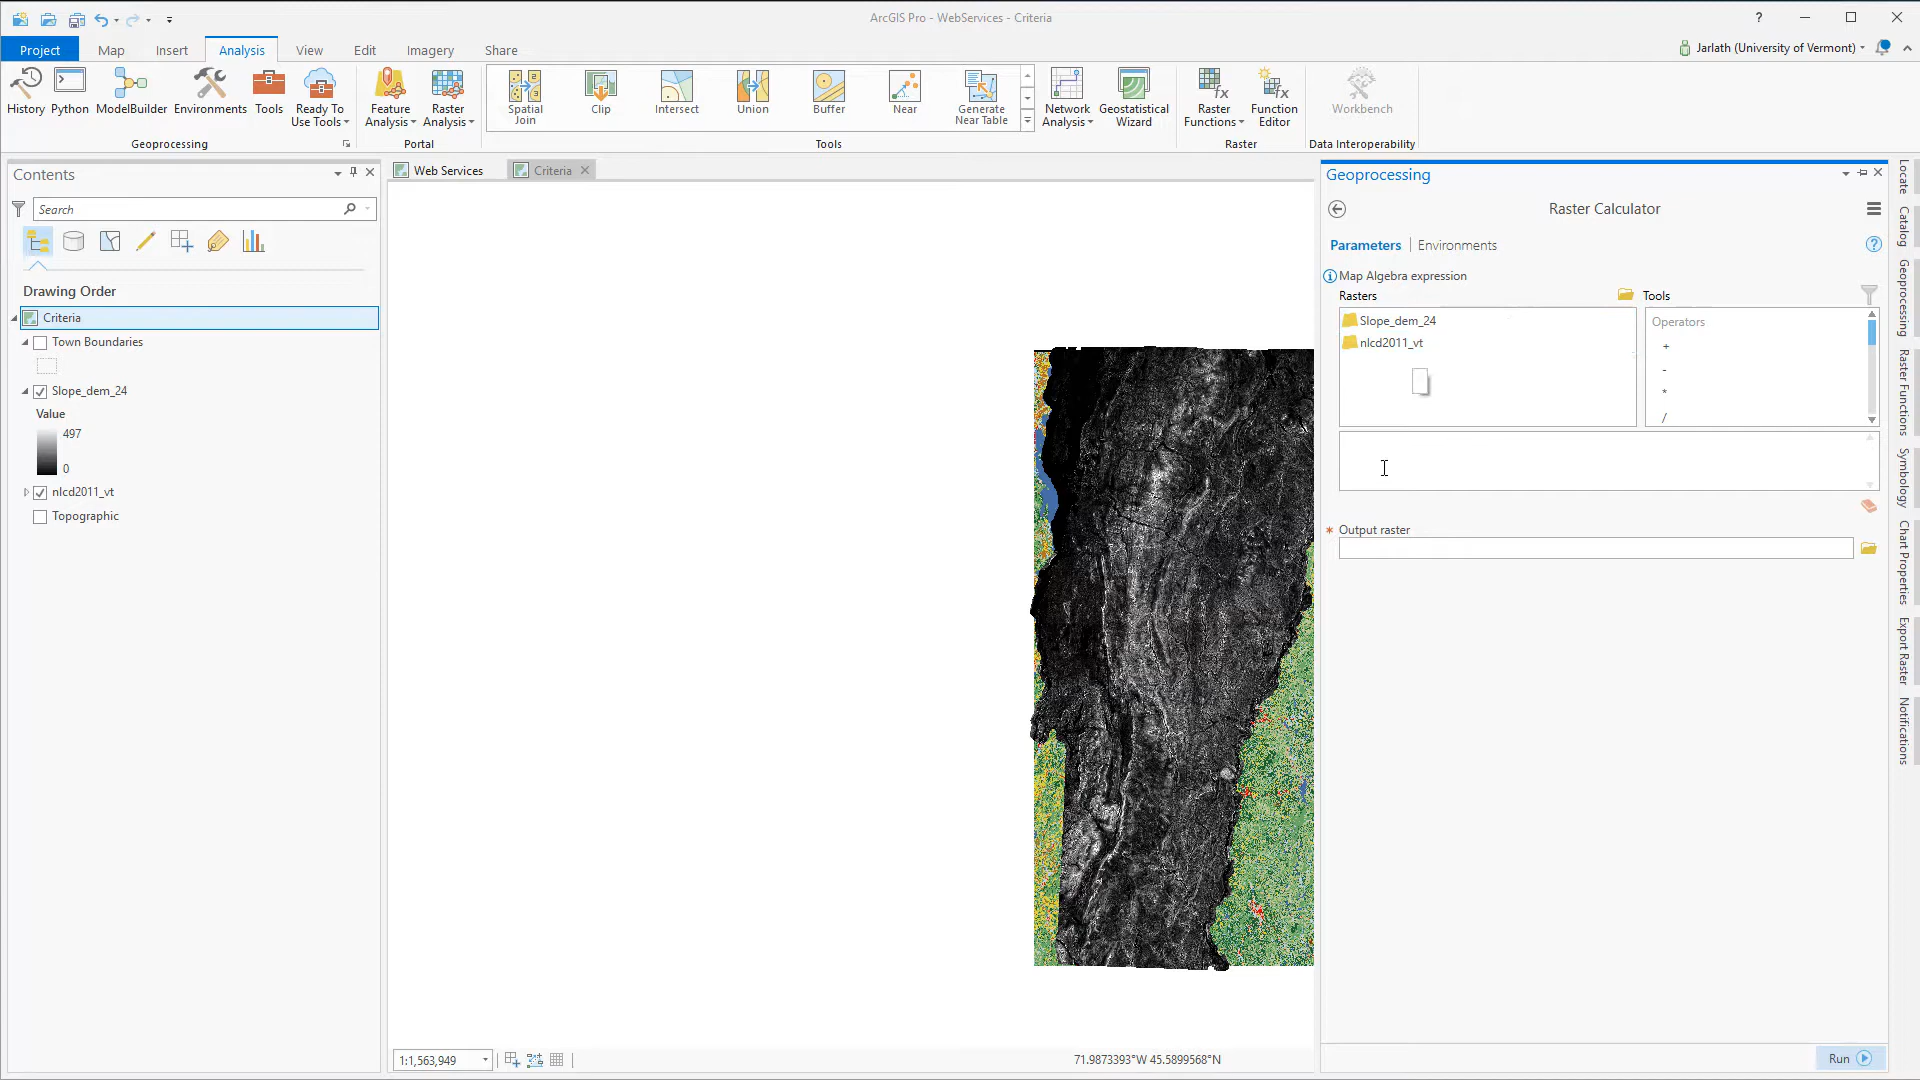 ArcGIS Pro - WebServices - Criteria
?
Project Map Insert Analysis View Edit Imagery Share
Jarlath (University of Vermont)
History Python ModelBuilder Environments Tools Ready To Use Tools
Geoprocessing
Feature Analysis Raster Analysis
Portal
Spatial Join Clip Intersect Union Buffer Near Generate Near Table
Network Analysis Geostatistical Wizard
Tools
Raster Functions Function Editor
Raster
Workbench
Data Interoperability
Contents
Search
Drawing Order
Criteria
Town Boundaries
Slope_dem_24
Value
497
0
nlcd2011_vt
Topographic
Web Services
Criteria
1:1,563,949
71.9873393°W 45.5899568°N
Geoprocessing
Raster Calculator
Parameters | Environments
Map Algebra expression
Rasters
Tools
Slope_dem_24
nlcd2011_vt
Operators
+
-
*
/
* Output raster
Run
Locate
Catalog
Geoprocessing
Raster Functions
Symbology
Chart Properties
Export Raster
Notifications